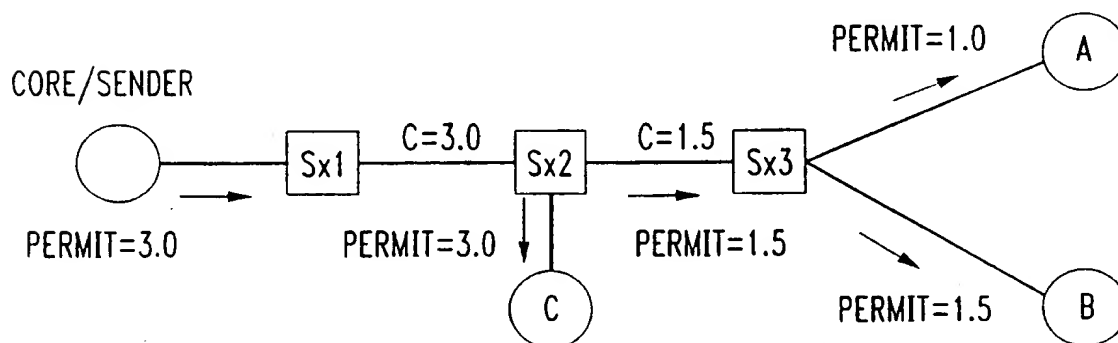 PERMIT=1.0
A
CORE/SENDER
C=3.0
C=1.5
Sx1
Sx2
Sx3
PERMIT=3.0
PERMIT=3.0
PERMIT=1.5
C
PERMIT=1.5
B